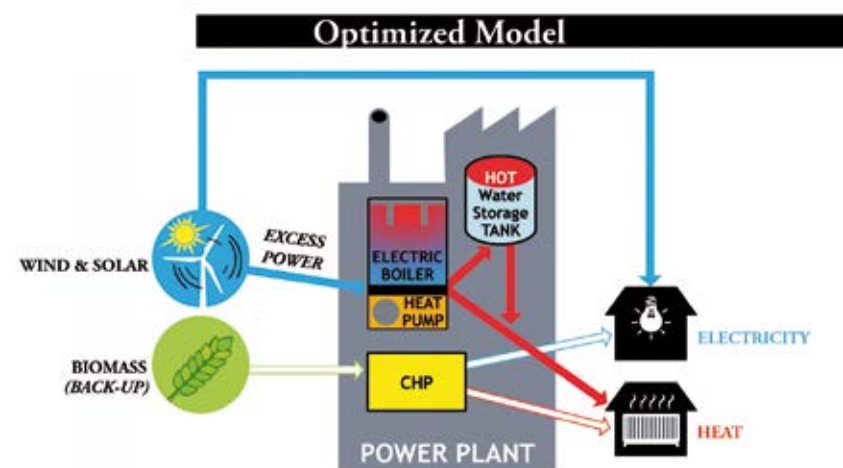 Optimized Model
HOT
Water
Storage
TANK
EXCESS
POWER
WIND & SOLAR
ELECTRIC
BOILER
HEAT
PUMP
ELECTRICITY
BIOMASS
(BACK-UP)
CHP
HEAT
POWER PLANT